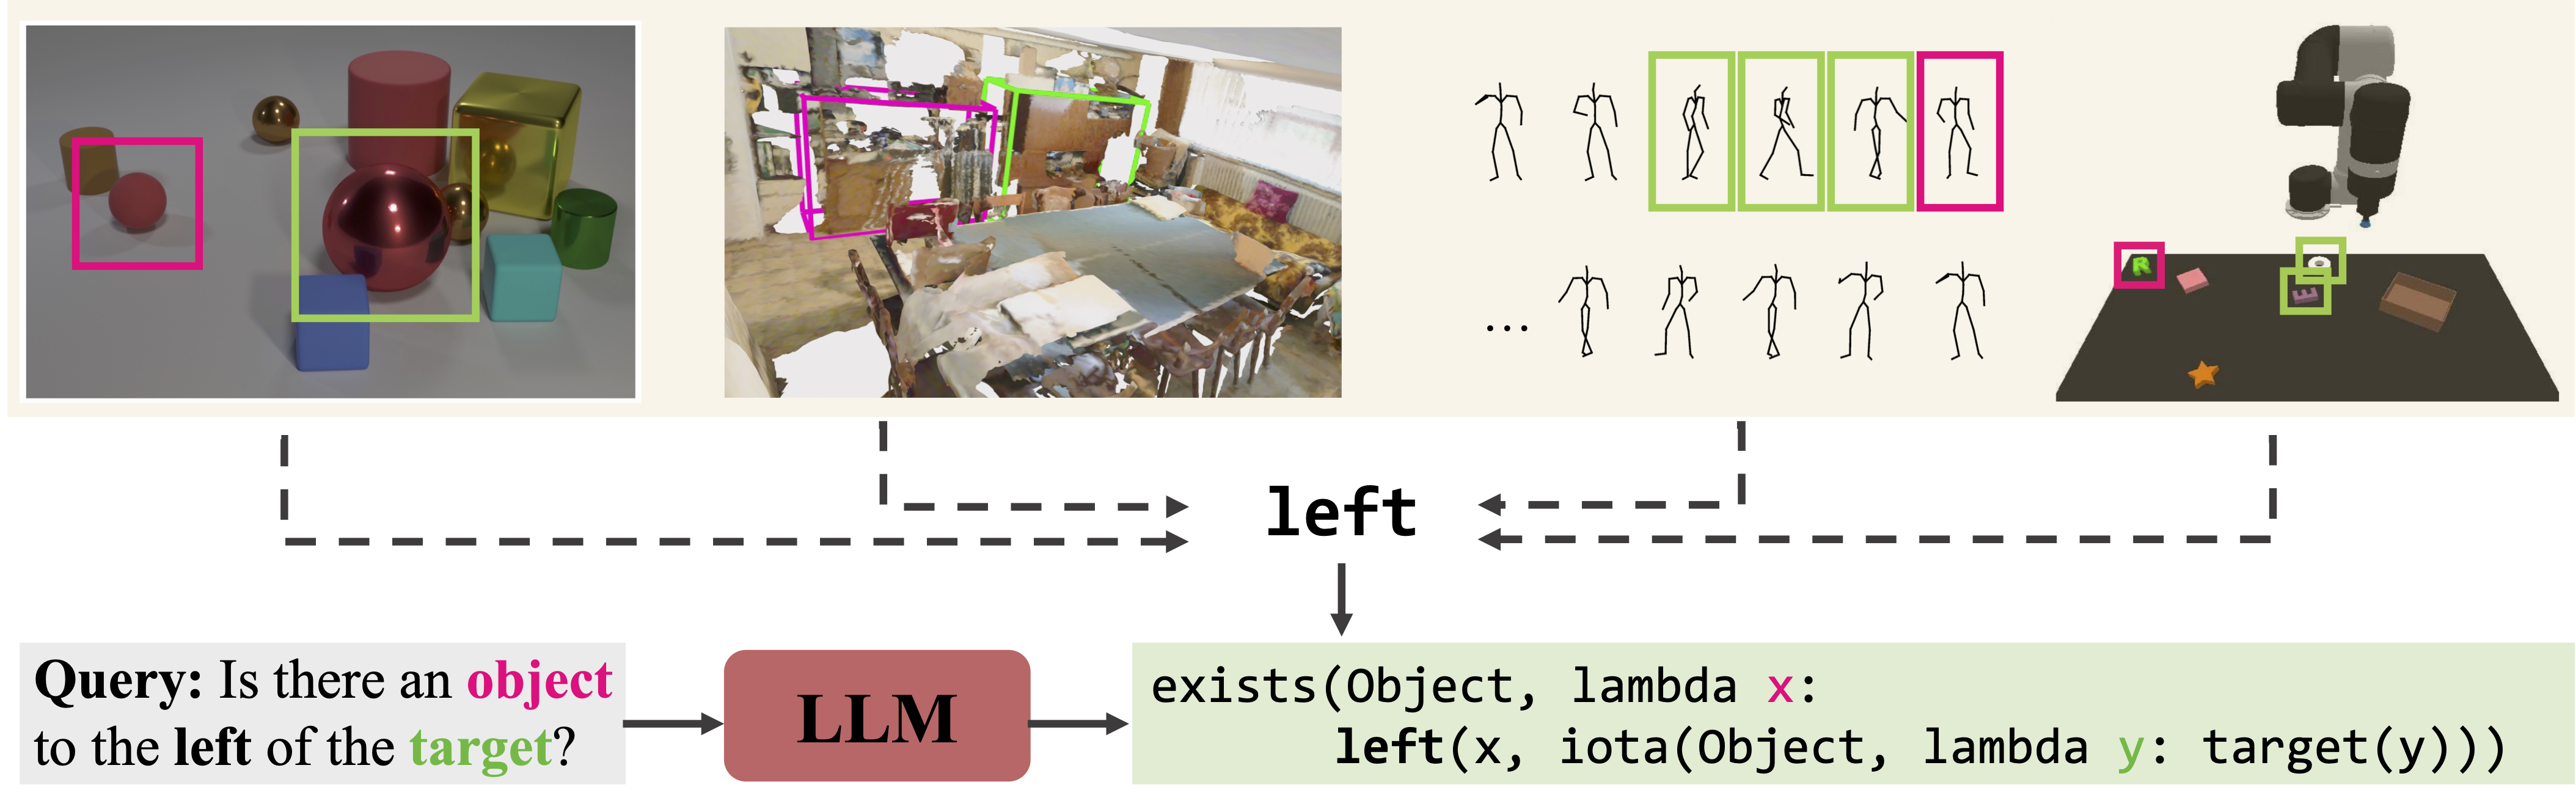 R
E
...
left
Query: Is there an object
to the left of the target?
LLM
exists(Object, lambda x:
left(x, iota(Object, lambda y: target(y)))